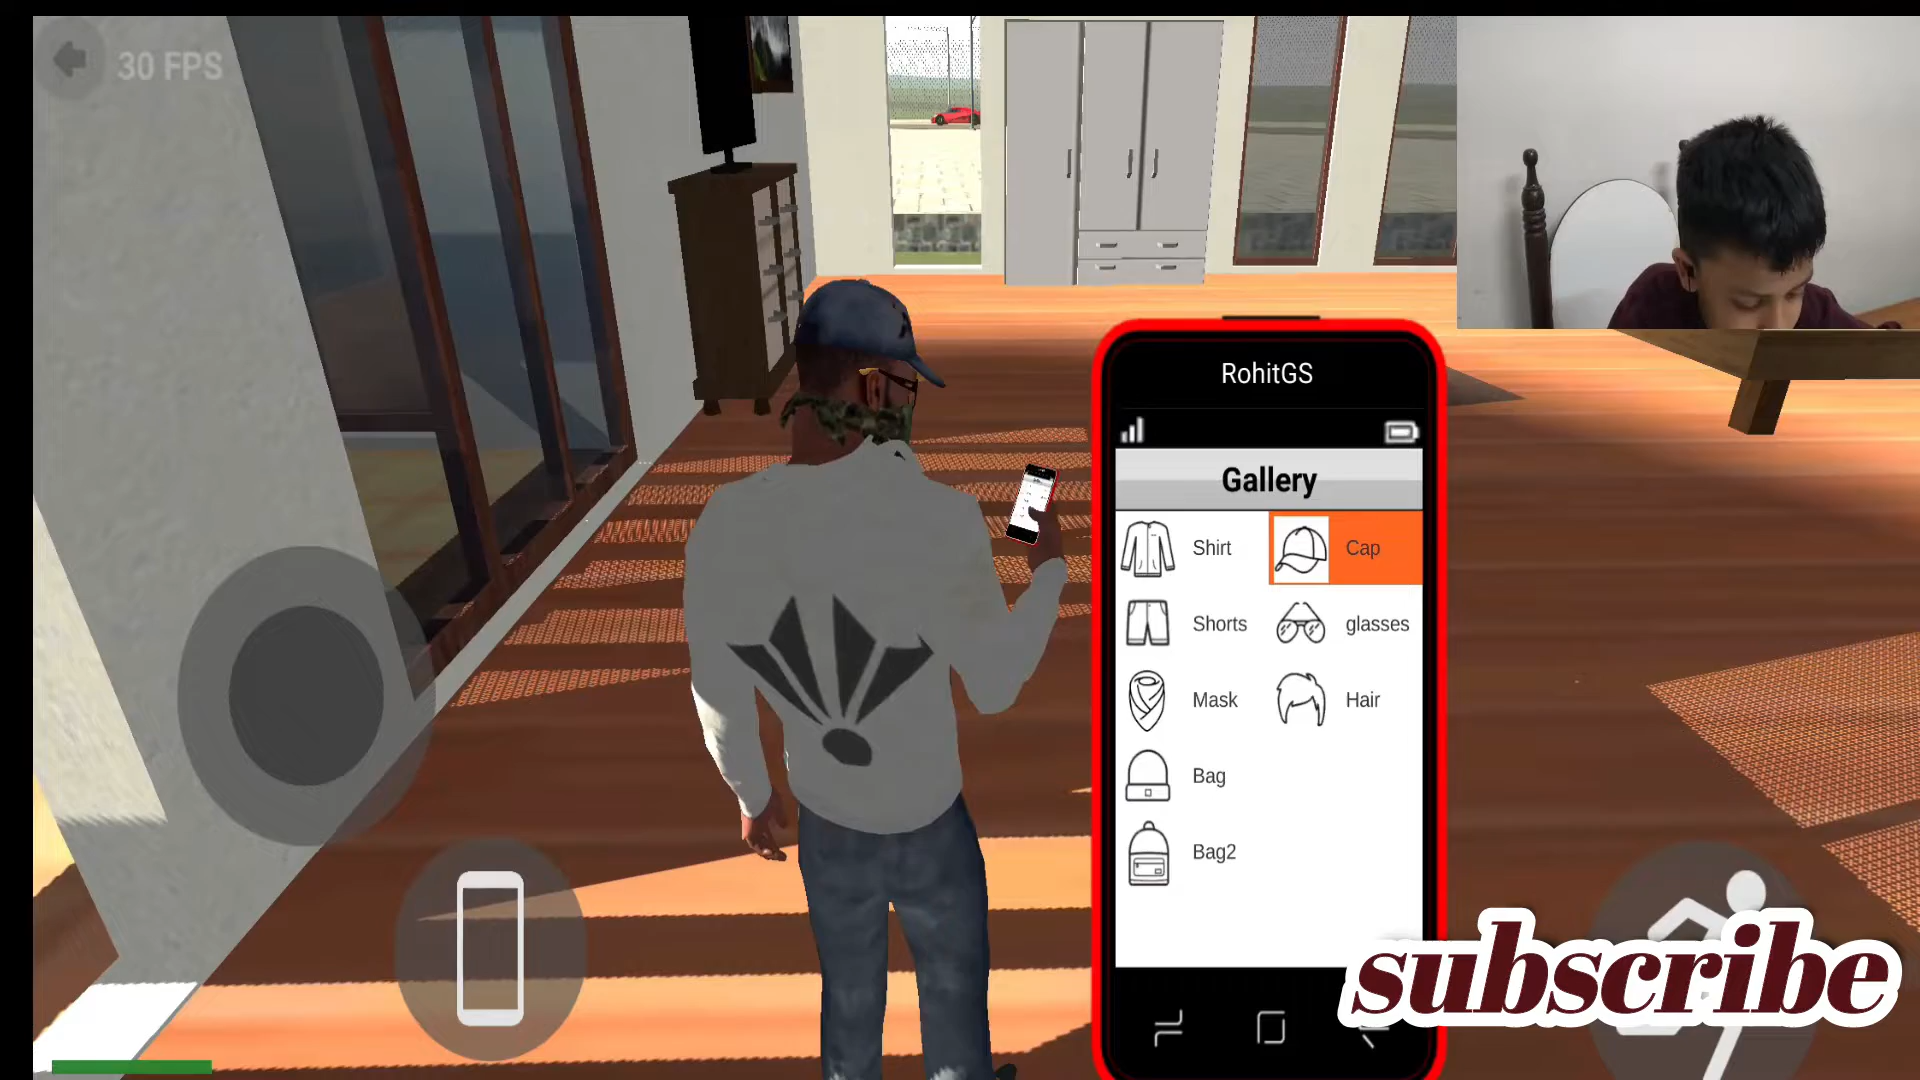 30 FPS
RohitGS
Gallery
Shirt
Cap
Shorts
glasses
Mask
Hair
Bag
Bag2
subscribe